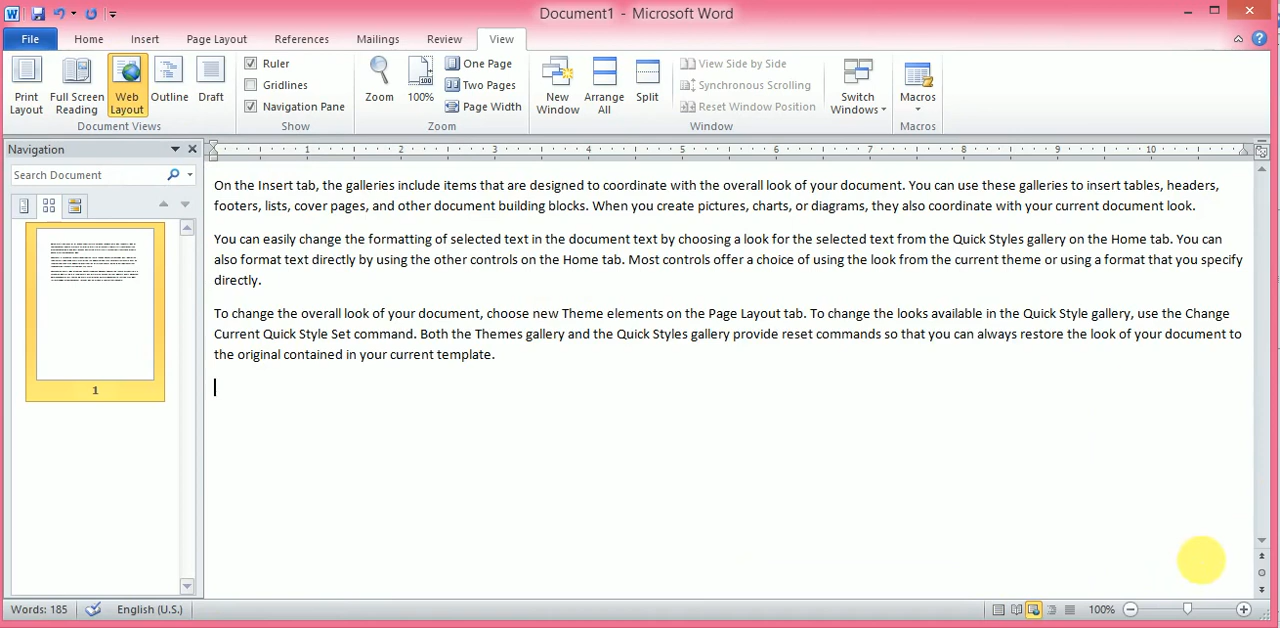 Document1 - Microsoft Word
File Home Insert Page Layout References Mailings Review View
Print Layout
Full Screen Reading
Web Layout
Outline
Draft
Document Views
Ruler
Gridlines
Navigation Pane
Show
Zoom
100%
One Page
Two Pages
Page Width
Zoom
New Window
Arrange All
Split
View Side by Side
Synchronous Scrolling
Reset Window Position
Window
Switch Windows
Macros
Macros
Navigation
Search Document
1
1 2 3 4 5 6 7 8 9 10
On the Insert tab, the galleries include items that are designed to coordinate with the overall look of your document. You can use these galleries to insert tables, headers,
footers, lists, cover pages, and other document building blocks. When you create pictures, charts, or diagrams, they also coordinate with your current document look.
You can easily change the formatting of selected text in the document text by choosing a look for the selected text from the Quick Styles gallery on the Home tab. You can
also format text directly by using the other controls on the Home tab. Most controls offer a choice of using the look from the current theme or using a format that you specify
directly.
To change the overall look of your document, choose new Theme elements on the Page Layout tab. To change the looks available in the Quick Style gallery, use the Change
Current Quick Style Set command. Both the Themes gallery and the Quick Styles gallery provide reset commands so that you can always restore the look of your document to
the original contained in your current template.
Words: 185 English (U.S.) 100%